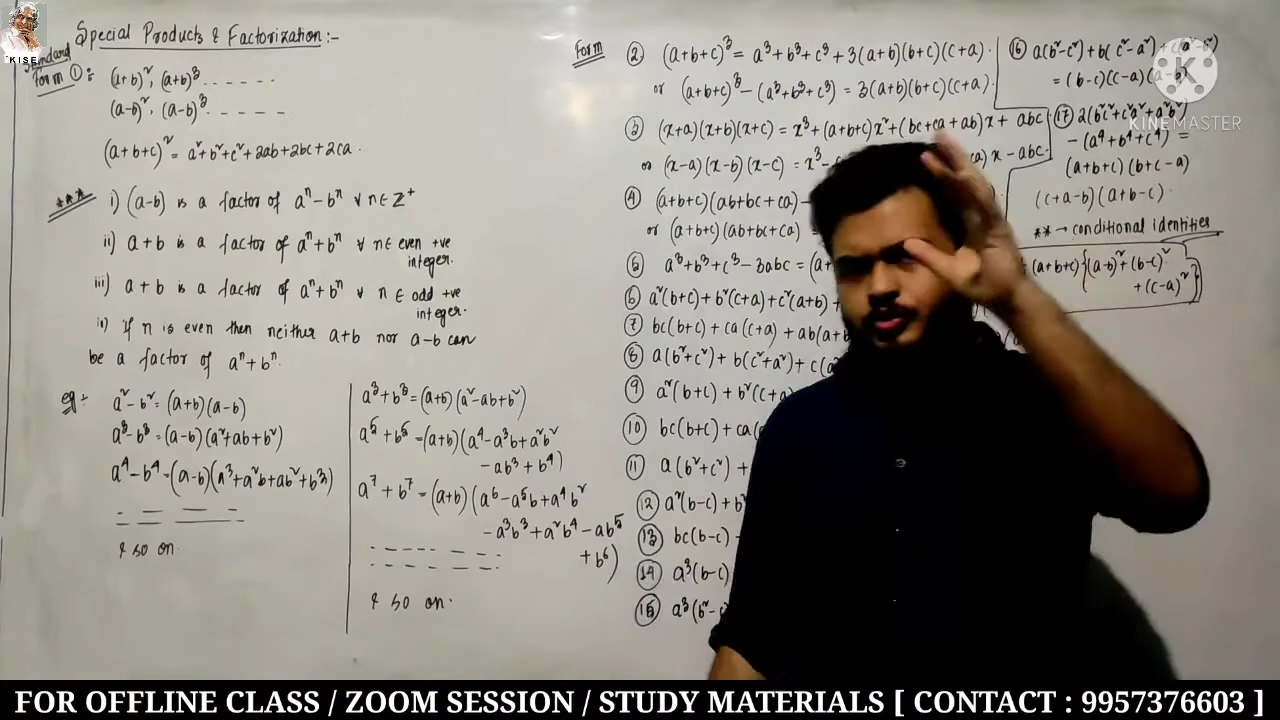 KISE
Special Products & Factorization:-
Standard
Form ①:-
(a+b)², (a+b)³ - - - - - -
(a-b)², (a-b)³ - - - - -
(a+b+c)² = a²+b²+c²+2ab+2bc+2ca.
***
i) (a-b) is a factor of aⁿ-bⁿ ∀ n∈Z⁺
ii) a+b is a factor of aⁿ+bⁿ ∀ n∈ even +ve
integer.
iii) a+b is a factor of aⁿ+bⁿ ∀ n∈ odd +ve
integer.
iv) If n is even then neither a+b nor a-b can
be a factor of aⁿ+bⁿ.
eg:-
a²-b² = (a+b)(a-b)
a³-b³ = (a-b)(a²+ab+b²)
a⁴-b⁴ = (a-b)(a³+a²b+ab²+b³)
& so on.
a³+b³ = (a+b)(a²-ab+b²)
a⁵+b⁵ = (a+b)(a⁴-a³b+a²b²
-ab³+b⁴)
a⁷+b⁷ = (a+b)(a⁶-a⁵b+a⁴b²
-a³b³+a²b⁴-ab⁵
+b⁶)
& so on.
Form
② (a+b+c)³ = a³+b³+c³+3(a+b)(b+c)(c+a).
or (a+b+c)³-(a³+b³+c³) = 3(a+b)(b+c)(c+a).
③ (x+a)(x+b)(x+c) = x³+(a+b+c)x²+(bc+ca+ab)x+abc
or (x-a)(x-b)(x-c) = x³- ca)x-abc.
④ (a+b+c)(ab+bc+ca)-
or (a+b+c)(ab+bc+ca) =
⑤ a³+b³+c³-3abc = (a+
⑥ a²(b+c)+b²(c+a)+c²(a+b)+
⑦ bc(b+c)+ca(c+a)+ab(a+b
⑧ a(b²+c²)+b(c²+a²)+c(a
⑨ a²(b+c)+b²(c+a)
⑩ bc(b+c)+ca(
⑪ a(b²+c²)+
⑫ a²(b-c)+b²
⑬ bc(b-c)-
⑭ a³(b-c)
⑮ a³(b²-c
⑯ a(b²-c²)+b(c²-a²)+
=(b-c)(c-a)(a-b)
⑰ 2(b²c²+c²a²+a²b²)
-(a⁴+b⁴+c⁴) =
(a+b+c)(b+c-a)
(c+a-b)(a+b-c).
** → conditional identities
(a+b+c){(a-b)²+(b-c)²
+(c-a)²}
KINEMASTER
FOR OFFLINE CLASS / ZOOM SESSION / STUDY MATERIALS [ CONTACT : 9957376603 ]